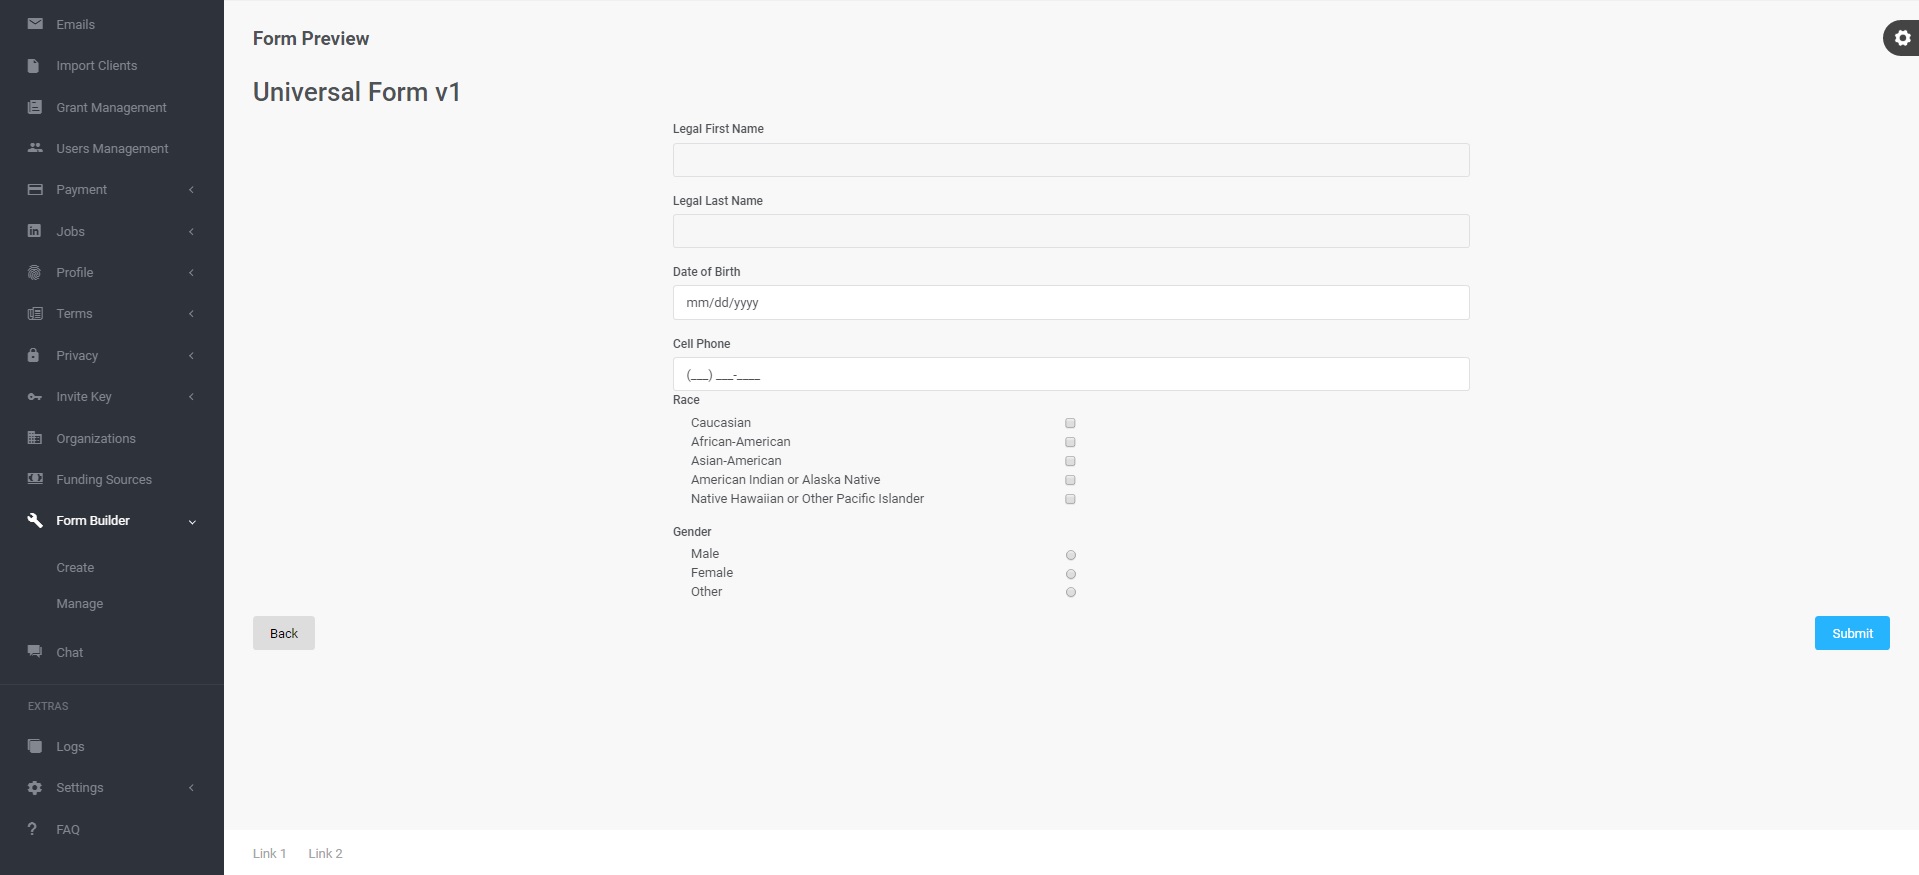 Emails
Import Clients
Grant Management
Users Management
Payment
Jobs
Profile
Terms
Privacy
Invite Key
Organizations
Funding Sources
Form Builder
Create
Manage
Chat
EXTRAS
Logs
Settings
FAQ
Form Preview
Universal Form v1
Legal First Name
Legal Last Name
Date of Birth
mm/dd/yyyy
Cell Phone
(___) ___-____
Race
Caucasian
African-American
Asian-American
American Indian or Alaska Native
Native Hawaiian or Other Pacific Islander
Gender
Male
Female
Other
Back
Submit
Link 1 Link 2